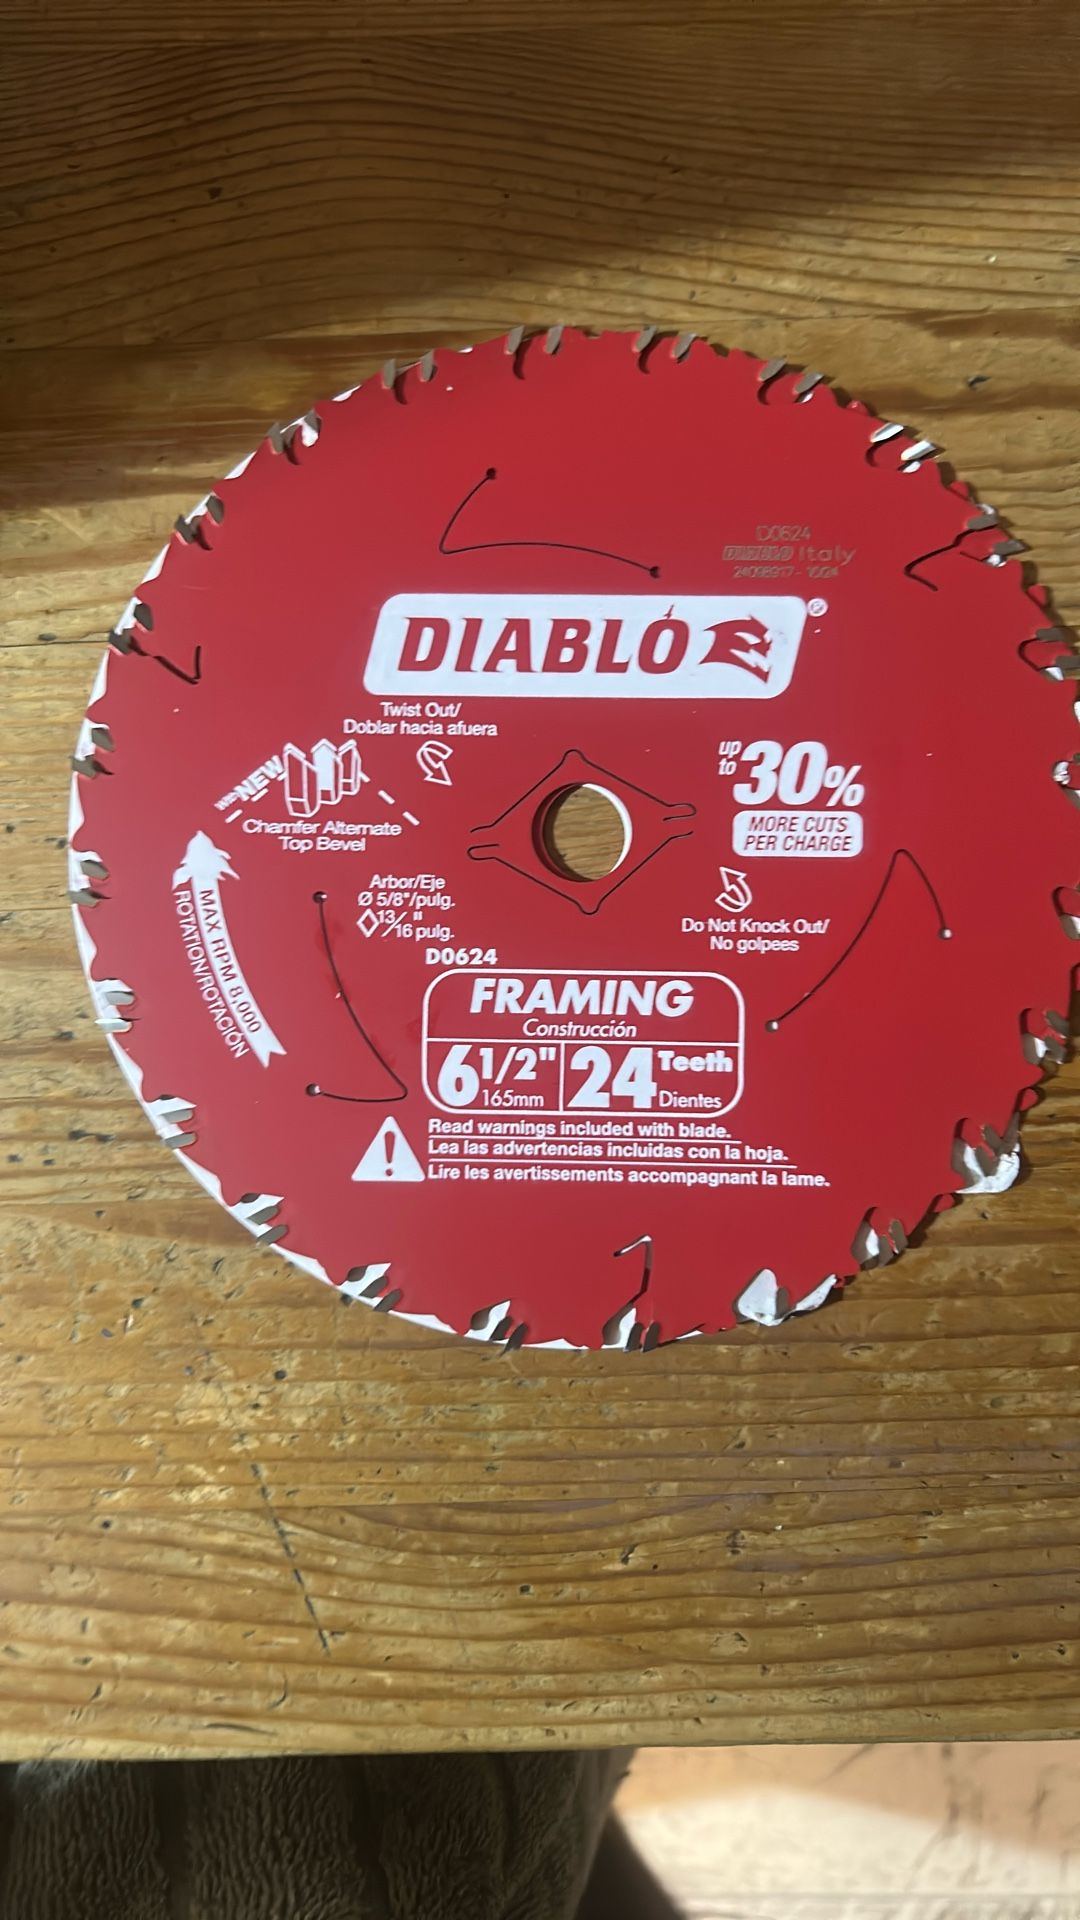 D0624
DIABLO Italy
DIABLO®
Twist Out/
Doblar hacia afuera
NEW
Chamfer Alternate
Top Bevel
up to 30%
MORE CUTS
PER CHARGE
MAX RPM 8,000
ROTATION/ROTACIÓN
Arbor/Eje
Ø 5/8"/pulg.
◇13/16" pulg.
Do Not Knock Out/
No golpees
D0624
FRAMING
Construcción
6 1/2"
165mm
24 Teeth
Dientes
Read warnings included with blade.
Lea las advertencias incluidas con la hoja.
Lire les avertissements accompagnant la lame.